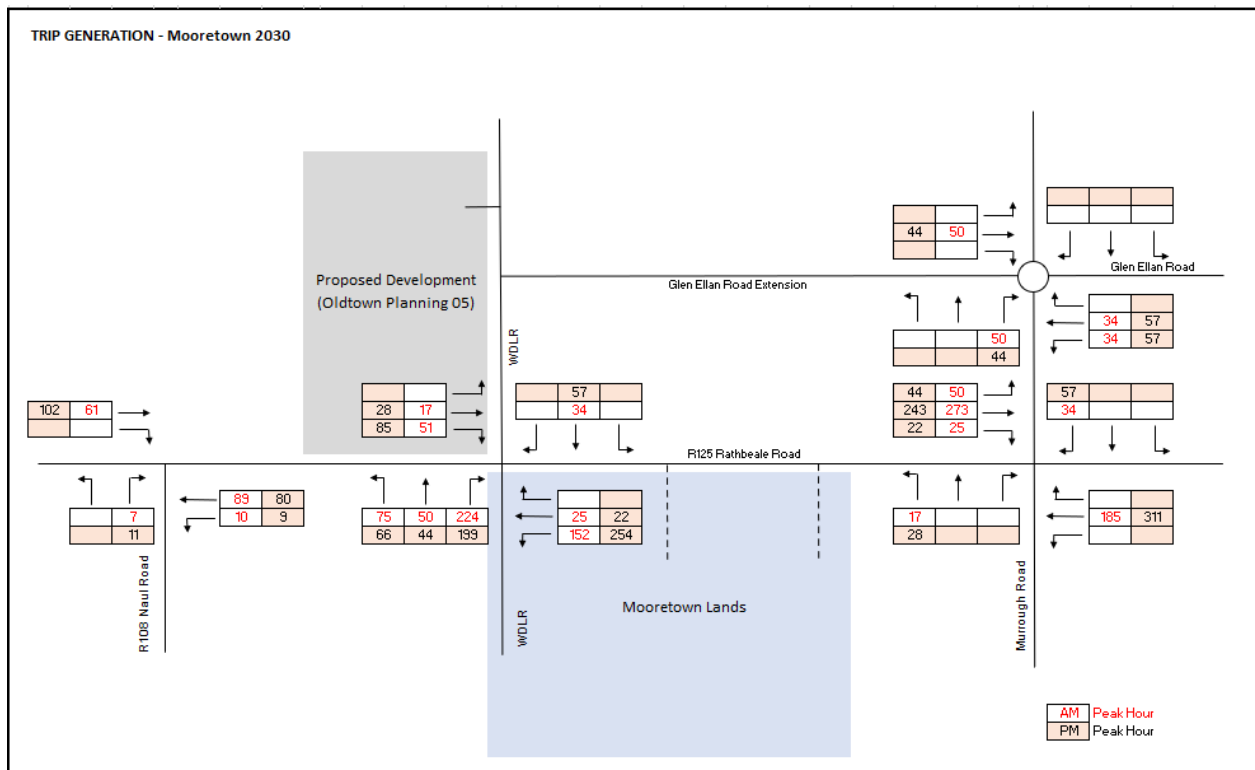 TRIP GENERATION - Mooretown 2030
44 50
Glen Ellan Road
Glen Ellan Road Extension
Proposed Development
(Oldtown Planning 05)
34 57
34 57
50
44
WDLR
102 61
28 17
85 51
57
34
44 50
243 273
22 25
57
34
R125 Rathbeale Road
7
11
89 80
10 9
75 50 224
66 44 199
25 22
152 254
17
28
185 311
R108 Naul Road
WDLR
Mooretown Lands
Murrough Road
AM Peak Hour
PM Peak Hour